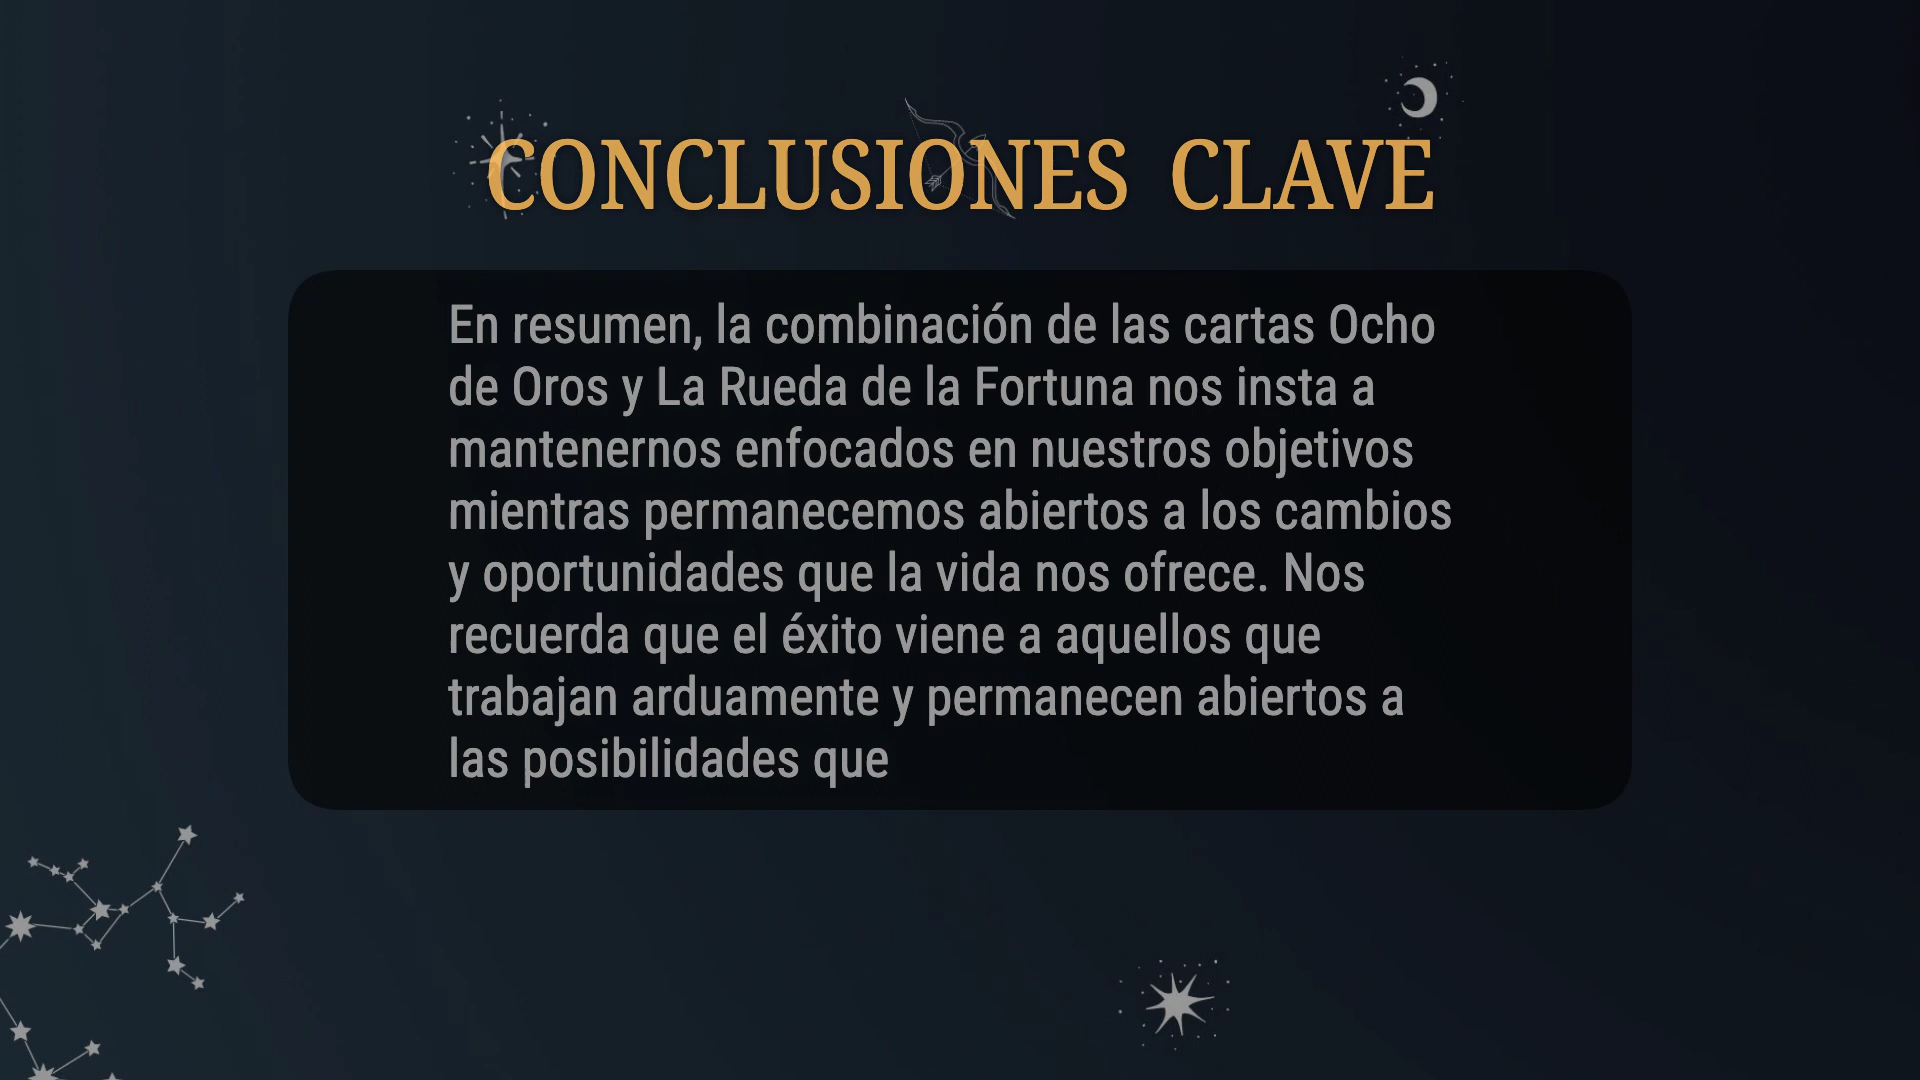 CONCLUSIONES CLAVE
En resumen, la combinación de las cartas Ocho
de Oros y La Rueda de la Fortuna nos insta a
mantenernos enfocados en nuestros objetivos
mientras permanecemos abiertos a los cambios
y oportunidades que la vida nos ofrece. Nos
recuerda que el éxito viene a aquellos que
trabajan arduamente y permanecen abiertos a
las posibilidades que